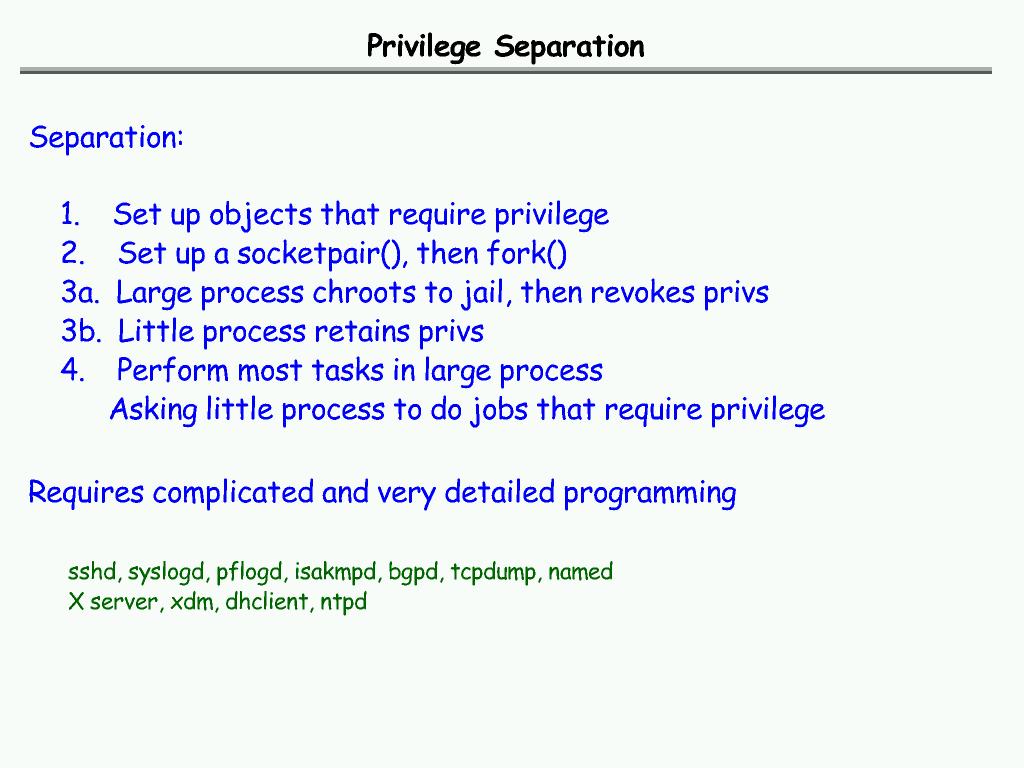 Privilege Separation
Separation:
1. Set up objects that require privilege
2. Set up a socketpair(), then fork()
3a. Large process chroots to jail, then revokes privs
3b. Little process retains privs
4. Perform most tasks in large process
Asking little process to do jobs that require privilege
Requires complicated and very detailed programming
sshd, syslogd, pflogd, isakmpd, bgpd, tcpdump, named
X server, xdm, dhclient, ntpd